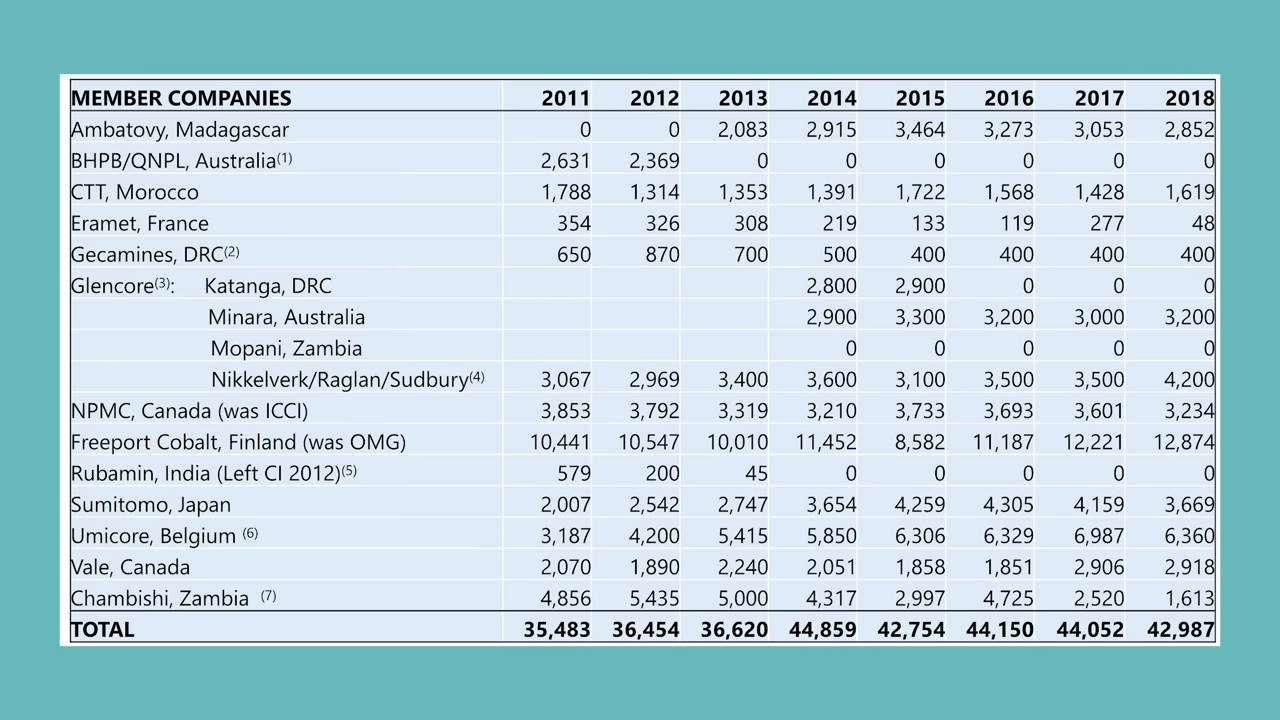 MEMBER COMPANIES 2011 2012 2013 2014 2015 2016 2017 2018
Ambatovy, Madagascar 0 0 2,083 2,915 3,464 3,273 3,053 2,852
BHPB/QNPL, Australia(1) 2,631 2,369 0 0 0 0 0 0
CTT, Morocco 1,788 1,314 1,353 1,391 1,722 1,568 1,428 1,619
Eramet, France 354 326 308 219 133 119 277 48
Gecamines, DRC(2) 650 870 700 500 400 400 400 400
Glencore(3): Katanga, DRC 2,800 2,900 0 0 0
Minara, Australia 2,900 3,300 3,200 3,000 3,200
Mopani, Zambia 0 0 0 0 0
Nikkelverk/Raglan/Sudbury(4) 3,067 2,969 3,400 3,600 3,100 3,500 3,500 4,200
NPMC, Canada (was ICCI) 3,853 3,792 3,319 3,210 3,733 3,693 3,601 3,234
Freeport Cobalt, Finland (was OMG) 10,441 10,547 10,010 11,452 8,582 11,187 12,221 12,874
Rubamin, India (Left CI 2012)(5) 579 200 45 0 0 0 0 0
Sumitomo, Japan 2,007 2,542 2,747 3,654 4,259 4,305 4,159 3,669
Umicore, Belgium (6) 3,187 4,200 5,415 5,850 6,306 6,329 6,987 6,360
Vale, Canada 2,070 1,890 2,240 2,051 1,858 1,851 2,906 2,918
Chambishi, Zambia (7) 4,856 5,435 5,000 4,317 2,997 4,725 2,520 1,613
TOTAL 35,483 36,454 36,620 44,859 42,754 44,150 44,052 42,987